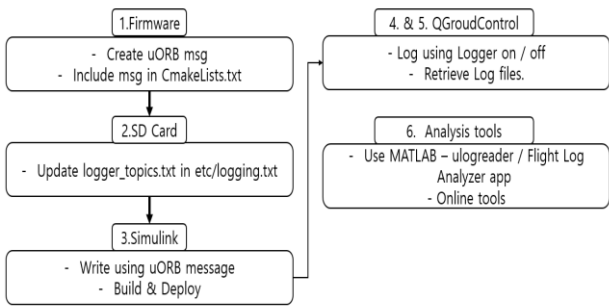 1.Firmware
- Create uORB msg
- Include msg in CmakeLists.txt
2.SD Card
- Update logger_topics.txt in etc/logging.txt
3.Simulink
- Write using uORB message
- Build & Deploy
4. & 5. QGroudControl
- Log using Logger on / off
- Retrieve Log files.
6. Analysis tools
- Use MATLAB – ulogreader / Flight Log
Analyzer app
- Online tools